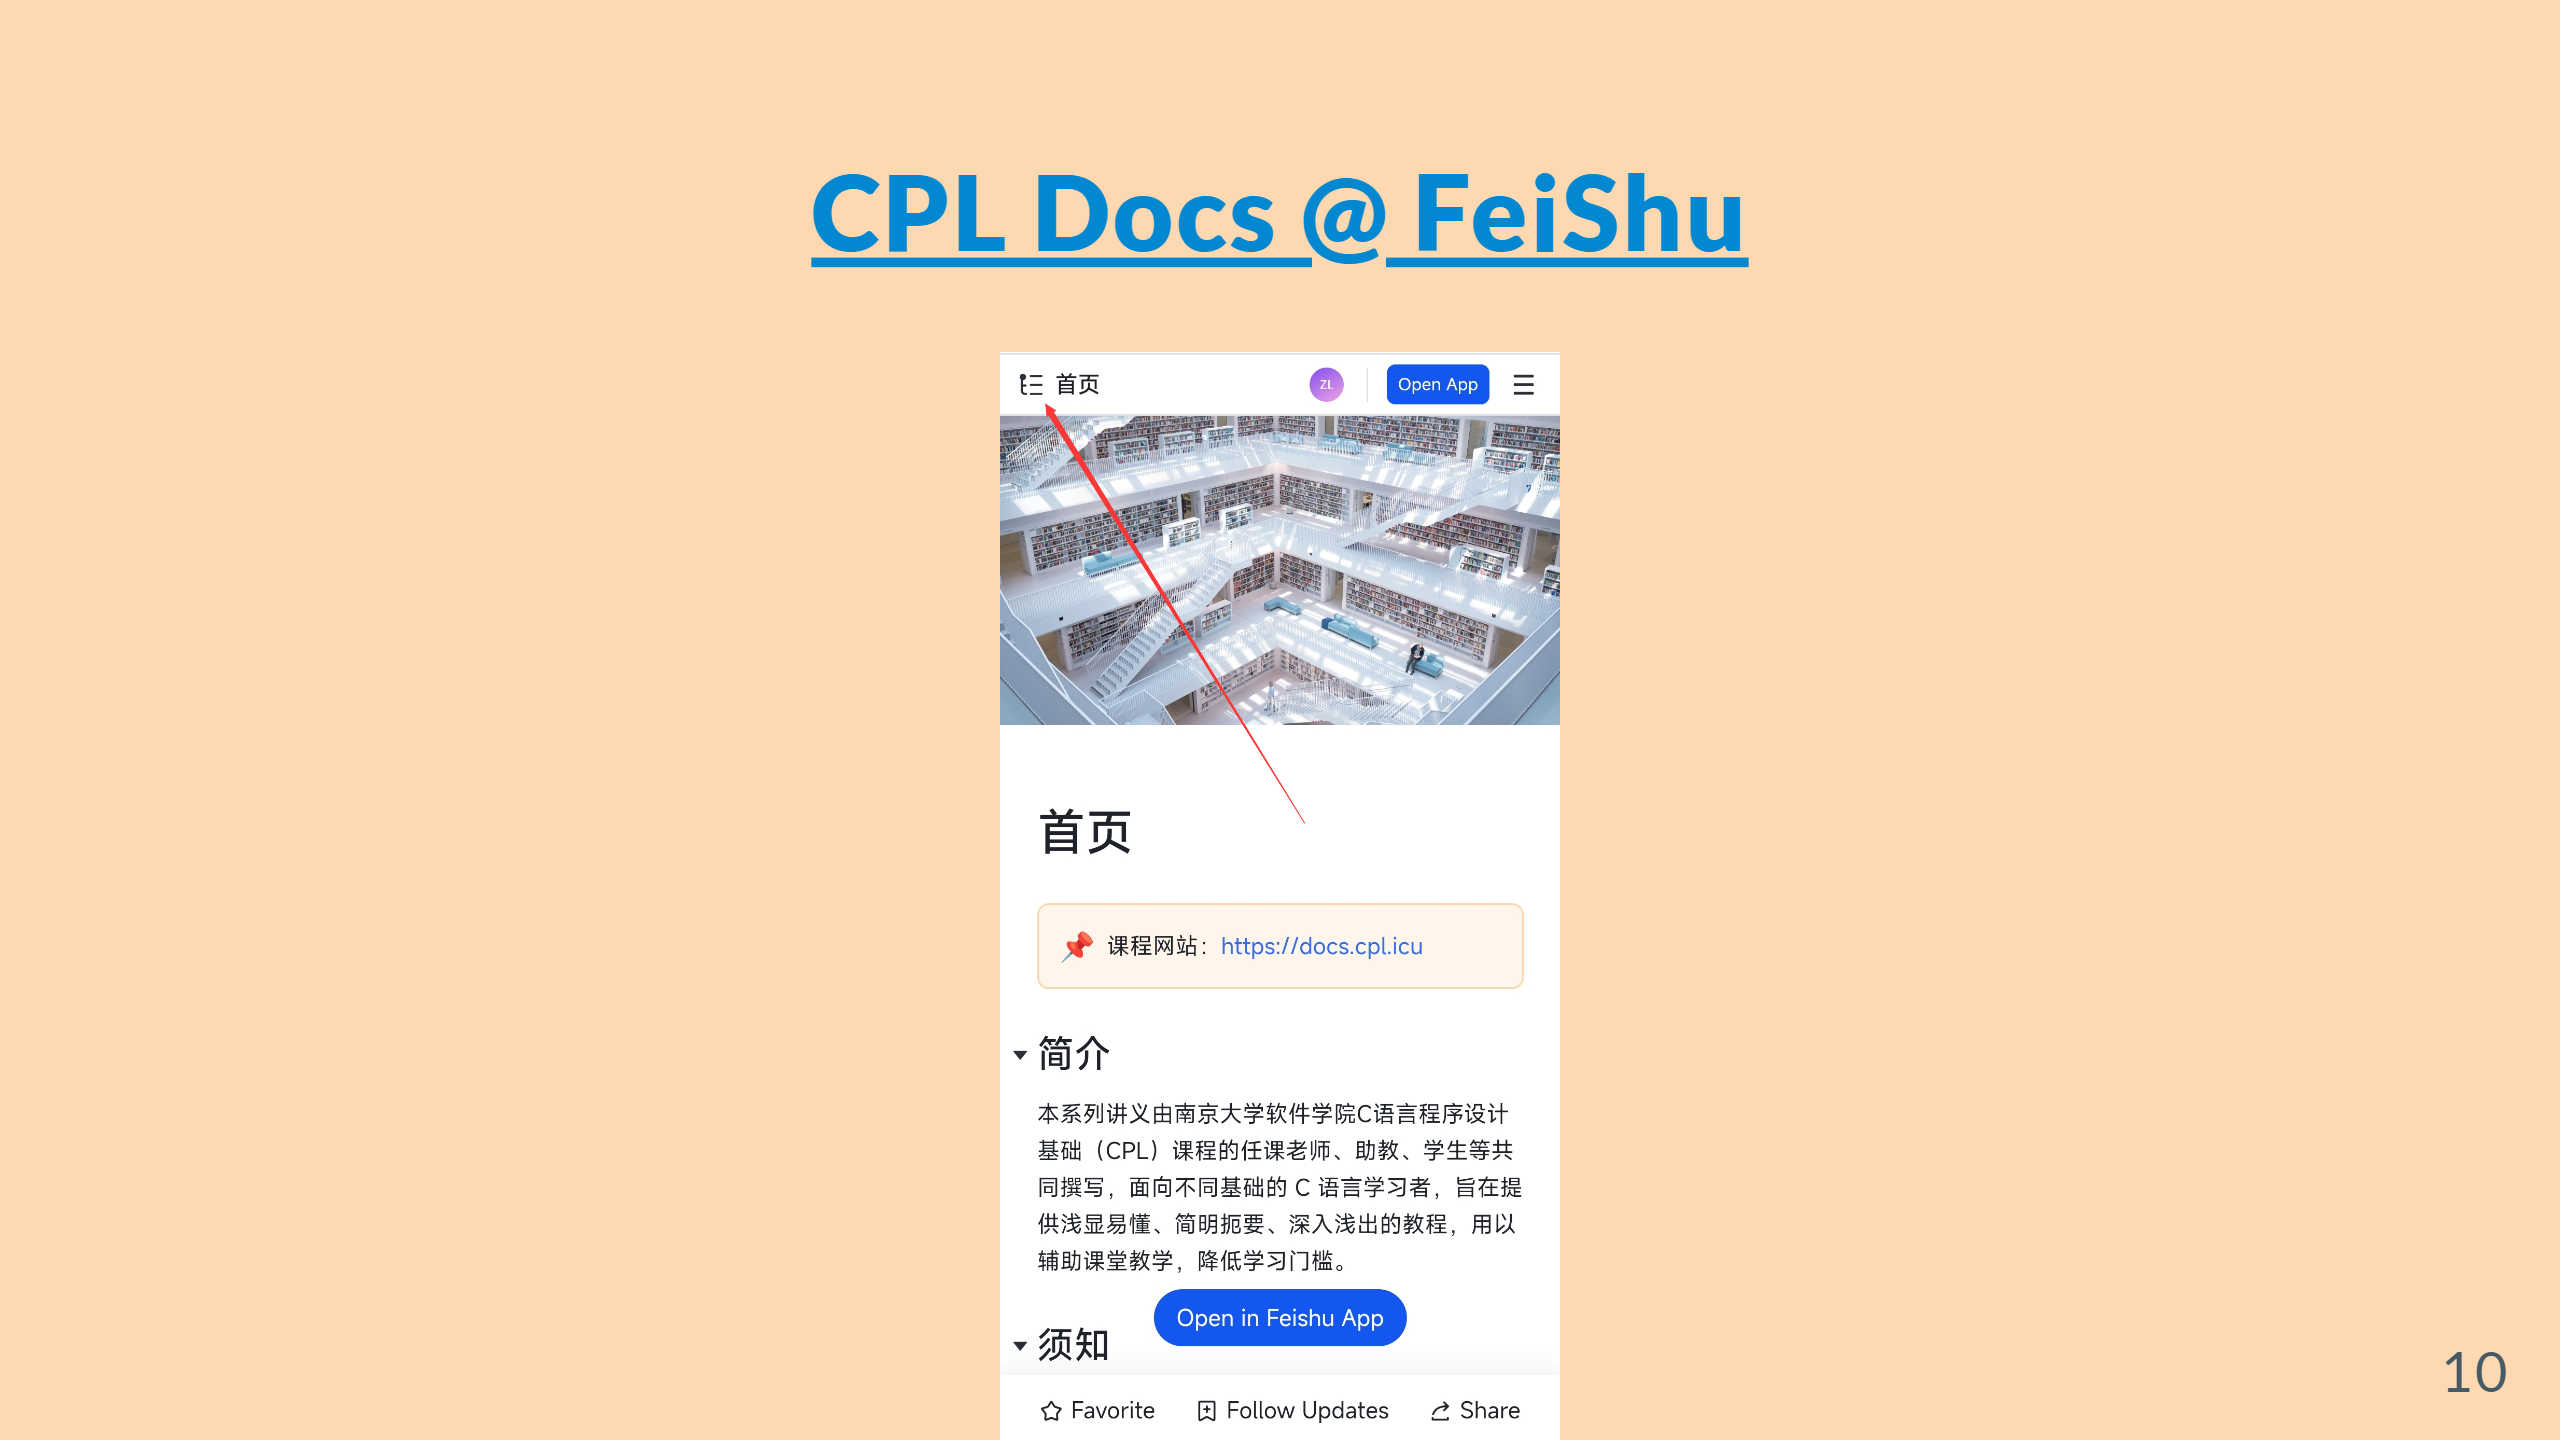 CPL Docs @ FeiShu
首页
ZL
Open App
首页
课程网站：https://docs.cpl.icu
简介
本系列讲义由南京大学软件学院C语言程序设计
基础（CPL）课程的任课老师、助教、学生等共
同撰写，面向不同基础的 C 语言学习者，旨在提
供浅显易懂、简明扼要、深入浅出的教程，用以
辅助课堂教学，降低学习门槛。
Open in Feishu App
须知
Favorite
Follow Updates
Share
10